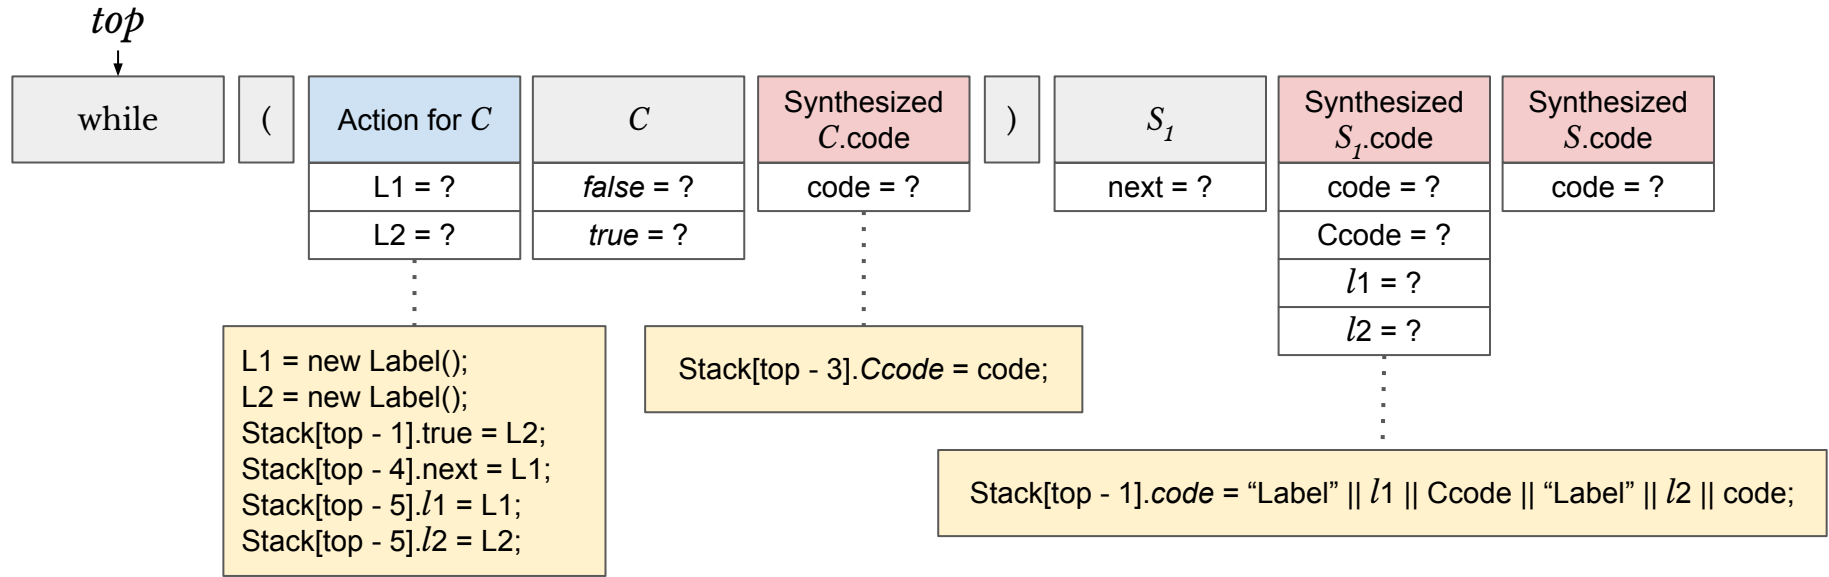 top
while
(
Action for C
C
Synthesized
C.code
)
S1
Synthesized
S1.code
Synthesized
S.code
L1 = ?
false = ?
code = ?
next = ?
code = ?
code = ?
L2 = ?
true = ?
Ccode = ?
l1 = ?
l2 = ?
L1 = new Label();
L2 = new Label();
Stack[top - 1].true = L2;
Stack[top - 4].next = L1;
Stack[top - 5].l1 = L1;
Stack[top - 5].l2 = L2;
Stack[top - 3].Ccode = code;
Stack[top - 1].code = “Label” || l1 || Ccode || “Label” || l2 || code;